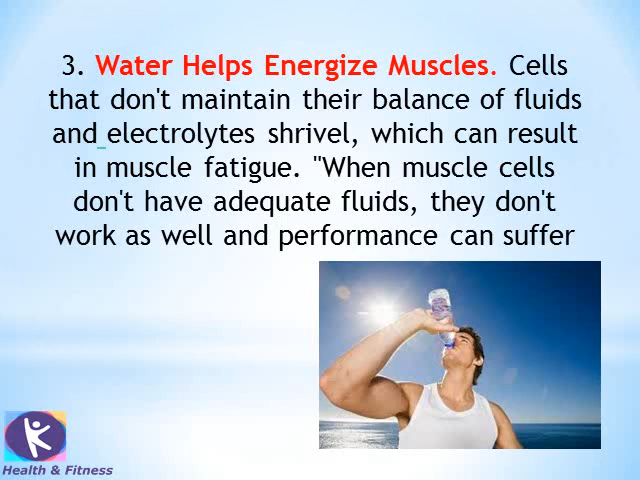 3. Water Helps Energize Muscles. Cells
that don't maintain their balance of fluids
and electrolytes shrivel, which can result
in muscle fatigue. "When muscle cells
don't have adequate fluids, they don't
work as well and performance can suffer
Health & Fitness